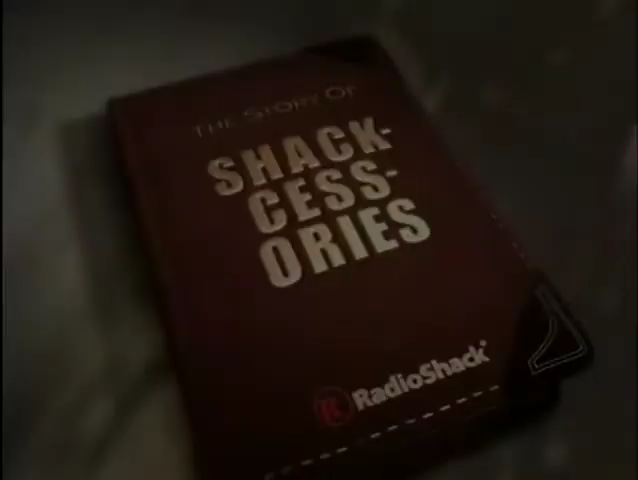 THE STORY OF
SHACK-
CESS-
ORIES
R RadioShack®